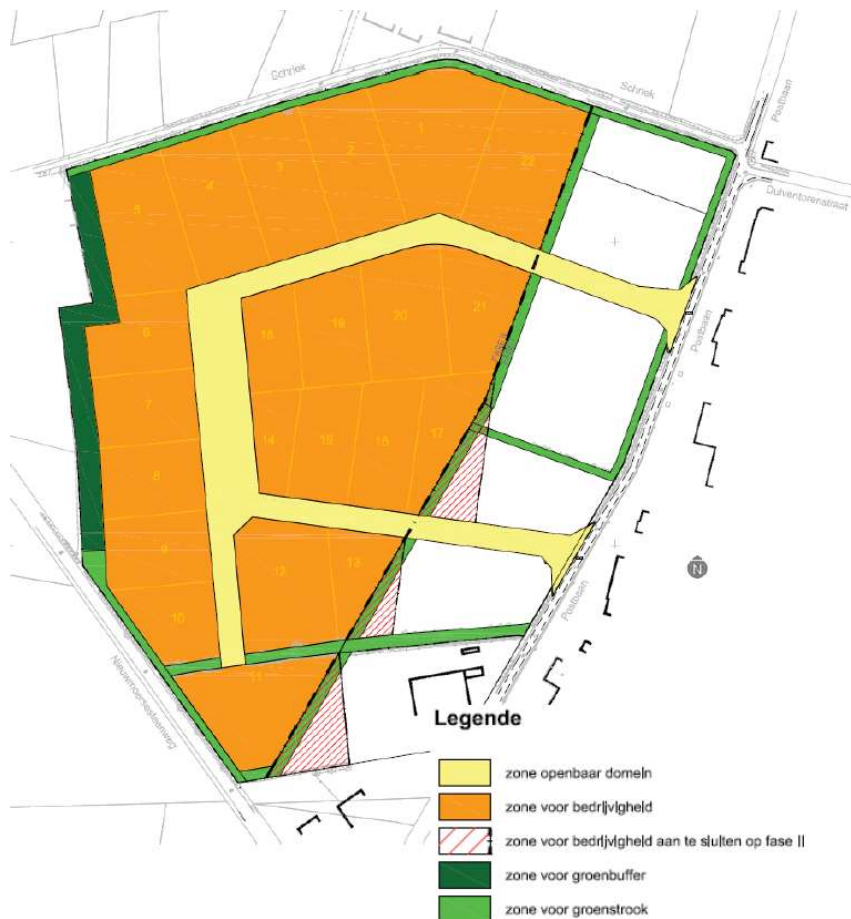 Schriek
Schriek
Postbaan
Duiventorenstraat
1
2
3
4
5
22
6
7
8
9
10
18
19
20
21
14
15
16
17
12
13
11
Postbaan
Postbaan
Nieuwmoersesteenweg
N
Legende
zone openbaar domein
zone voor bedrijvigheid
zone voor bedrijvigheid aan te sluiten op fase II
zone voor groenbuffer
zone voor groenstrook